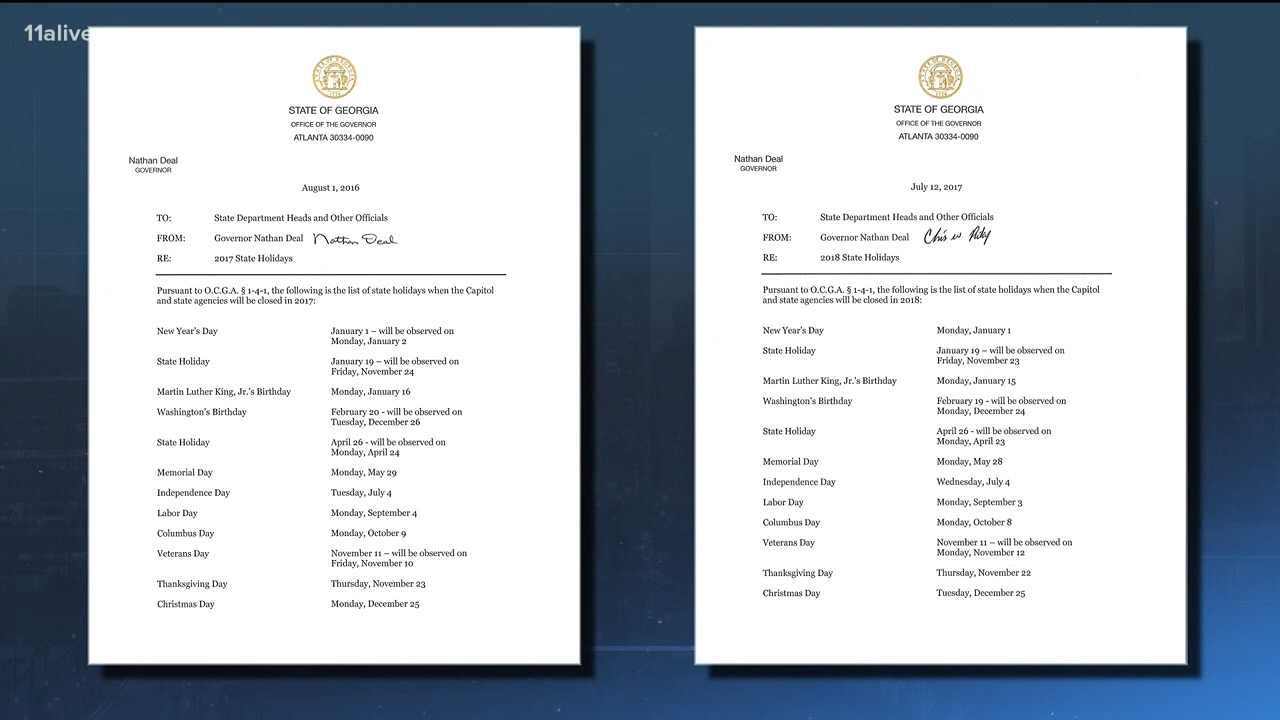 11alive
STATE OF GEORGIA
OFFICE OF THE GOVERNOR
ATLANTA 30334-0090
Nathan Deal
GOVERNOR
August 1, 2016
TO: State Department Heads and Other Officials
FROM: Governor Nathan Deal Nathan Deal
RE: 2017 State Holidays
Pursuant to O.C.G.A. § 1-4-1, the following is the list of state holidays when the Capitol
and state agencies will be closed in 2017:
New Year's Day January 1 – will be observed on
Monday, January 2
State Holiday January 19 – will be observed on
Friday, November 24
Martin Luther King, Jr.'s Birthday Monday, January 16
Washington's Birthday February 20 - will be observed on
Tuesday, December 26
State Holiday April 26 - will be observed on
Monday, April 24
Memorial Day Monday, May 29
Independence Day Tuesday, July 4
Labor Day Monday, September 4
Columbus Day Monday, October 9
Veterans Day November 11 – will be observed on
Friday, November 10
Thanksgiving Day Thursday, November 23
Christmas Day Monday, December 25
STATE OF GEORGIA
OFFICE OF THE GOVERNOR
ATLANTA 30334-0090
Nathan Deal
GOVERNOR
July 12, 2017
TO: State Department Heads and Other Officials
FROM: Governor Nathan Deal
RE: 2018 State Holidays
Pursuant to O.C.G.A. § 1-4-1, the following is the list of state holidays when the Capitol
and state agencies will be closed in 2018:
New Year's Day Monday, January 1
State Holiday January 19 – will be observed on
Friday, November 23
Martin Luther King, Jr.'s Birthday Monday, January 15
Washington's Birthday February 19 - will be observed on
Monday, December 24
State Holiday April 26 - will be observed on
Monday, April 23
Memorial Day Monday, May 28
Independence Day Wednesday, July 4
Labor Day Monday, September 3
Columbus Day Monday, October 8
Veterans Day November 11 – will be observed on
Monday, November 12
Thanksgiving Day Thursday, November 22
Christmas Day Tuesday, December 25